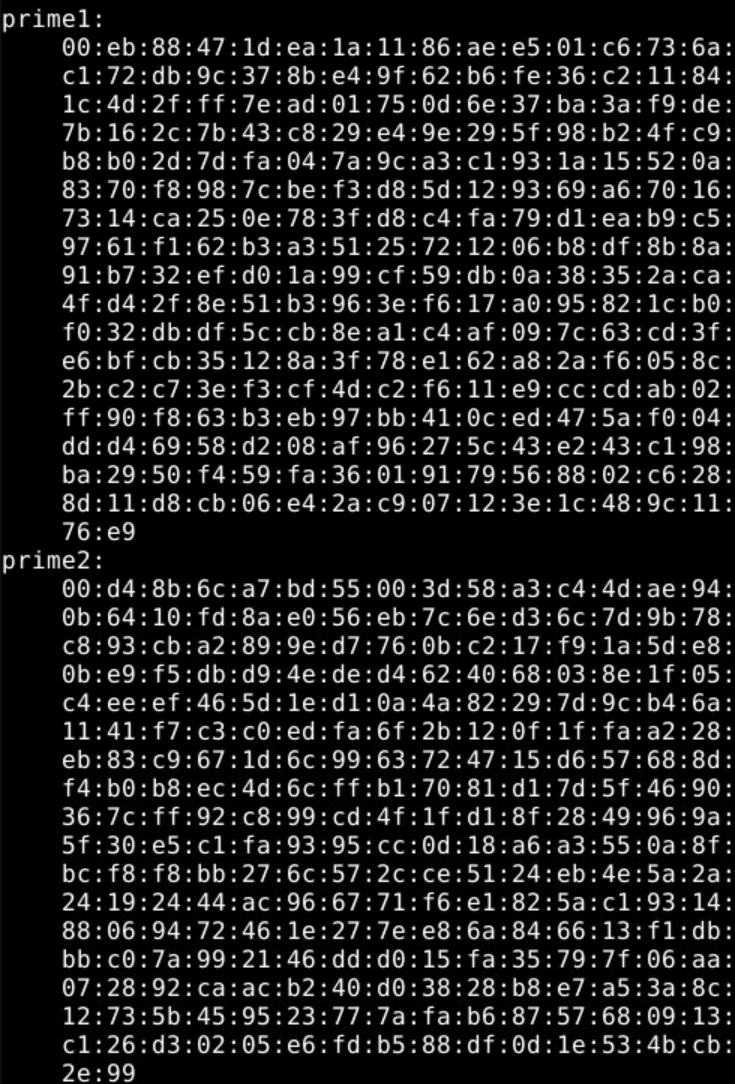 prime1:
00:eb:88:47:1d:ea:1a:11:86:ae:e5:01:c6:73:6a:
c1:72:db:9c:37:8b:e4:9f:62:b6:fe:36:c2:11:84:
1c:4d:2f:ff:7e:ad:01:75:0d:6e:37:ba:3a:f9:de:
7b:16:2c:7b:43:c8:29:e4:9e:29:5f:98:b2:4f:c9:
b8:b0:2d:7d:fa:04:7a:9c:a3:c1:93:1a:15:52:0a:
83:70:f8:98:7c:be:f3:d8:5d:12:93:69:a6:70:16:
73:14:ca:25:0e:78:3f:d8:c4:fa:79:d1:ea:b9:c5:
97:61:f1:62:b3:a3:51:25:72:12:06:b8:df:8b:8a:
91:b7:32:ef:d0:1a:99:cf:59:db:0a:38:35:2a:ca:
4f:d4:2f:8e:51:b3:96:3e:f6:17:a0:95:82:1c:b0:
f0:32:db:df:5c:cb:8e:a1:c4:af:09:7c:63:cd:3f:
e6:bf:cb:35:12:8a:3f:78:e1:62:a8:2a:f6:05:8c:
2b:c2:c7:3e:f3:cf:4d:c2:f6:11:e9:cc:cd:ab:02:
ff:90:f8:63:b3:eb:97:bb:41:0c:ed:47:5a:f0:04:
dd:d4:69:58:d2:08:af:96:27:5c:43:e2:43:c1:98:
ba:29:50:f4:59:fa:36:01:91:79:56:88:02:c6:28:
8d:11:d8:cb:06:e4:2a:c9:07:12:3e:1c:48:9c:11:
76:e9
prime2:
00:d4:8b:6c:a7:bd:55:00:3d:58:a3:c4:4d:ae:94:
0b:64:10:fd:8a:e0:56:eb:7c:6e:d3:6c:7d:9b:78:
c8:93:cb:a2:89:9e:d7:76:0b:c2:17:f9:1a:5d:e8:
0b:e9:f5:db:d9:4e:de:d4:62:40:68:03:8e:1f:05:
c4:ee:ef:46:5d:1e:d1:0a:4a:82:29:7d:9c:b4:6a:
11:41:f7:c3:c0:ed:fa:6f:2b:12:0f:1f:fa:a2:28:
eb:83:c9:67:1d:6c:99:63:72:47:15:d6:57:68:8d:
f4:b0:b8:ec:4d:6c:ff:b1:70:81:d1:7d:5f:46:90:
36:7c:ff:92:c8:99:cd:4f:1f:d1:8f:28:49:96:9a:
5f:30:e5:c1:fa:93:95:cc:0d:18:a6:a3:55:0a:8f:
bc:f8:f8:bb:27:6c:57:2c:ce:51:24:eb:4e:5a:2a:
24:19:24:44:ac:96:67:71:f6:e1:82:5a:c1:93:14:
88:06:94:72:46:1e:27:7e:e8:6a:84:66:13:f1:db:
bb:c0:7a:99:21:46:dd:d0:15:fa:35:79:7f:06:aa:
07:28:92:ca:ac:b2:40:d0:38:28:b8:e7:a5:3a:8c:
12:73:5b:45:95:23:77:7a:fa:b6:87:57:68:09:13:
c1:26:d3:02:05:e6:fd:b5:88:df:0d:1e:53:4b:cb:
2e:99